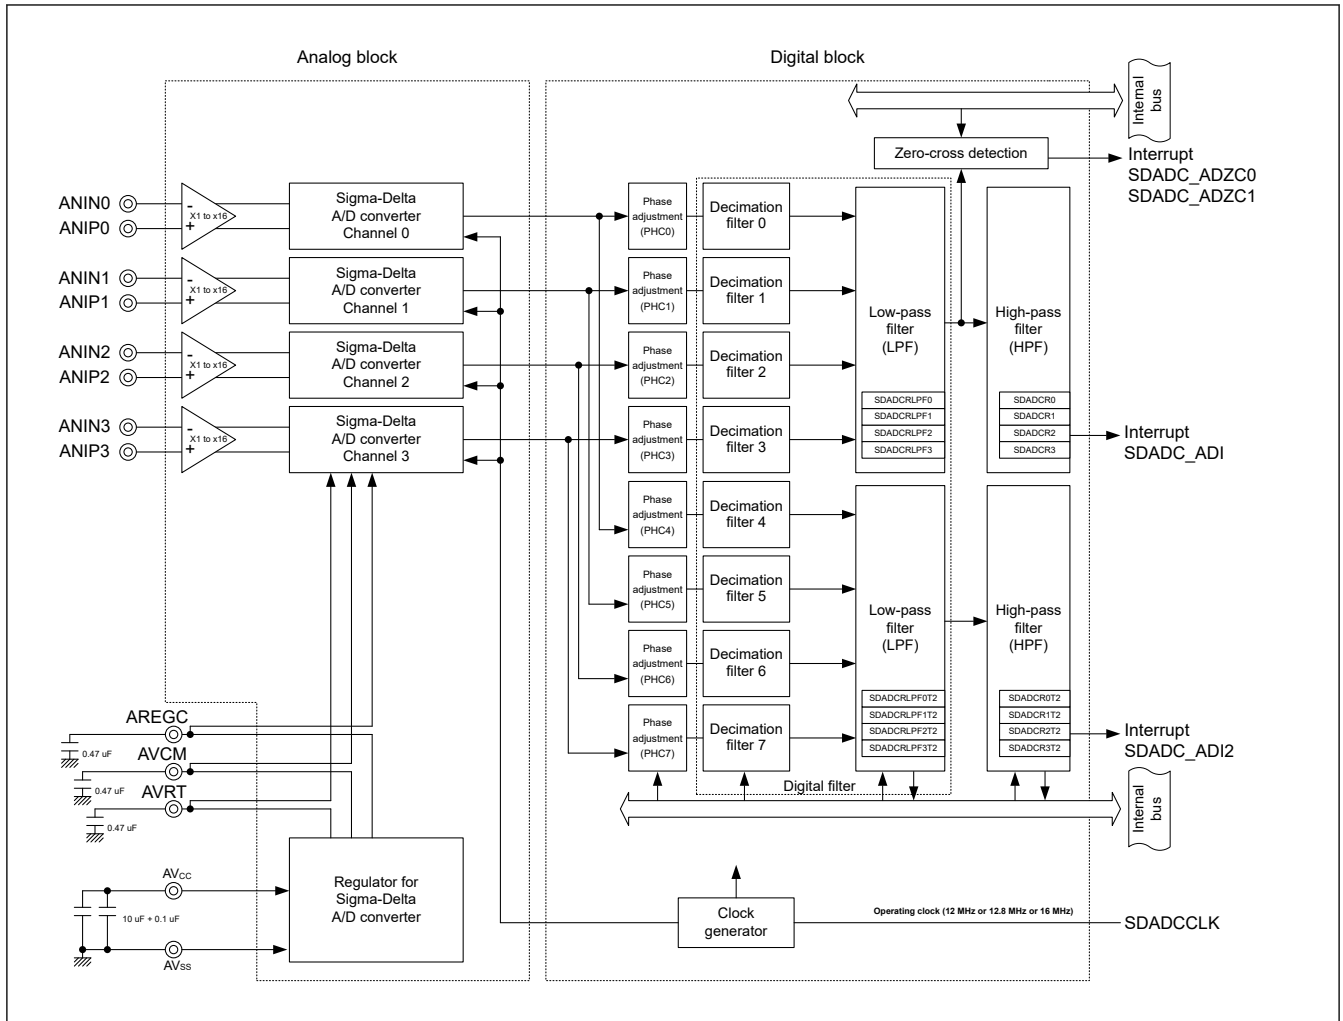 Analog block
Digital block
Internal
bus
Zero-cross detection
Interrupt
SDADC_ADZC0
SDADC_ADZC1
ANIN0
ANIP0
-
+
X1 to x16
Sigma-Delta
A/D converter
Channel 0
Phase
adjustment
(PHC0)
Decimation
filter 0
ANIN1
ANIP1
-
+
X1 to x16
Sigma-Delta
A/D converter
Channel 1
Phase
adjustment
(PHC1)
Decimation
filter 1
ANIN2
ANIP2
-
+
X1 to x16
Sigma-Delta
A/D converter
Channel 2
Phase
adjustment
(PHC2)
Decimation
filter 2
ANIN3
ANIP3
-
+
X1 to x16
Sigma-Delta
A/D converter
Channel 3
Phase
adjustment
(PHC3)
Decimation
filter 3
Low-pass
filter
(LPF)
SDADCRLPF0
SDADCRLPF1
SDADCRLPF2
SDADCRLPF3
High-pass
filter
(HPF)
SDADCR0
SDADCR1
SDADCR2
SDADCR3
Interrupt
SDADC_ADI
Phase
adjustment
(PHC4)
Decimation
filter 4
Phase
adjustment
(PHC5)
Decimation
filter 5
Phase
adjustment
(PHC6)
Decimation
filter 6
Phase
adjustment
(PHC7)
Decimation
filter 7
Low-pass
filter
(LPF)
SDADCRLPF0T2
SDADCRLPF1T2
SDADCRLPF2T2
SDADCRLPF3T2
High-pass
filter
(HPF)
SDADCR0T2
SDADCR1T2
SDADCR2T2
SDADCR3T2
Interrupt
SDADC_ADI2
Digital filter
Internal
bus
AREGC
0.47 uF
AVCM
0.47 uF
AVRT
0.47 uF
AVCC
10 uF + 0.1 uF
AVSS
Regulator for
Sigma-Delta
A/D converter
Clock
generator
Operating clock (12 MHz or 12.8 MHz or 16 MHz)
SDADCCLK